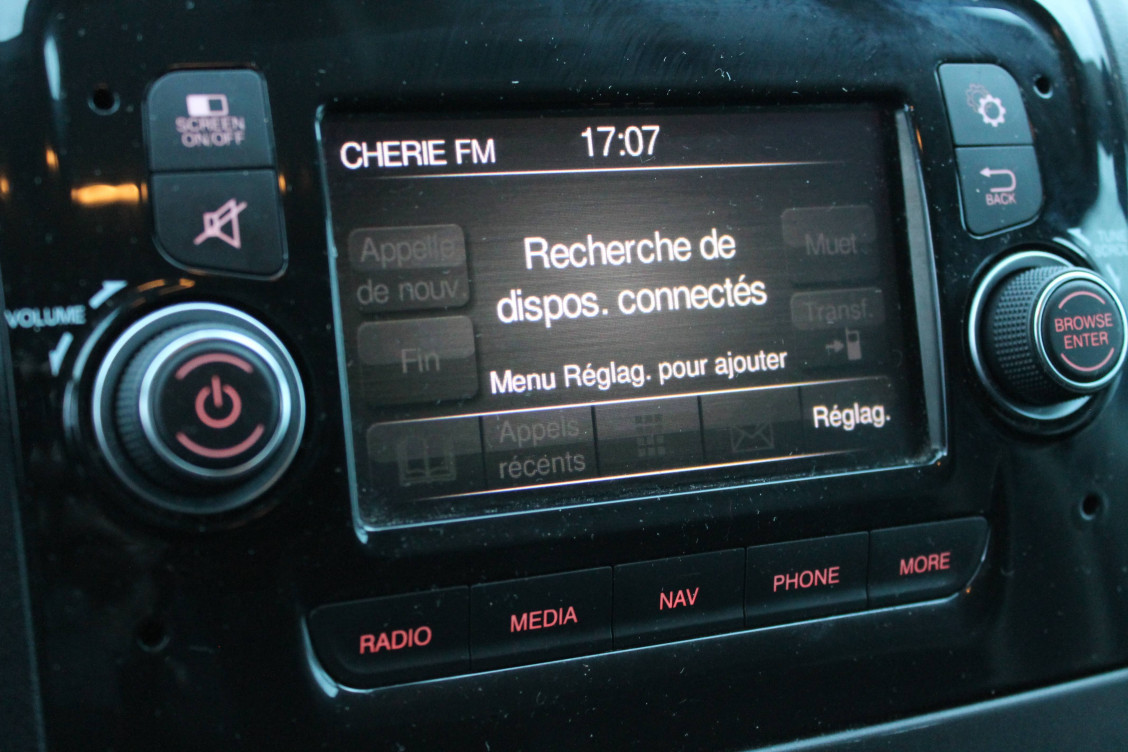 SCREEN
ON/OFF
VOLUME
CHERIE FM
17:07
Appelle
de nouv.
Fin
Recherche de
dispos. connectés
Menu Réglag. pour ajouter
Muet
Transf.
Appels
récents
Réglag.
BACK
BROWSE
ENTER
RADIO
MEDIA
NAV
PHONE
MORE